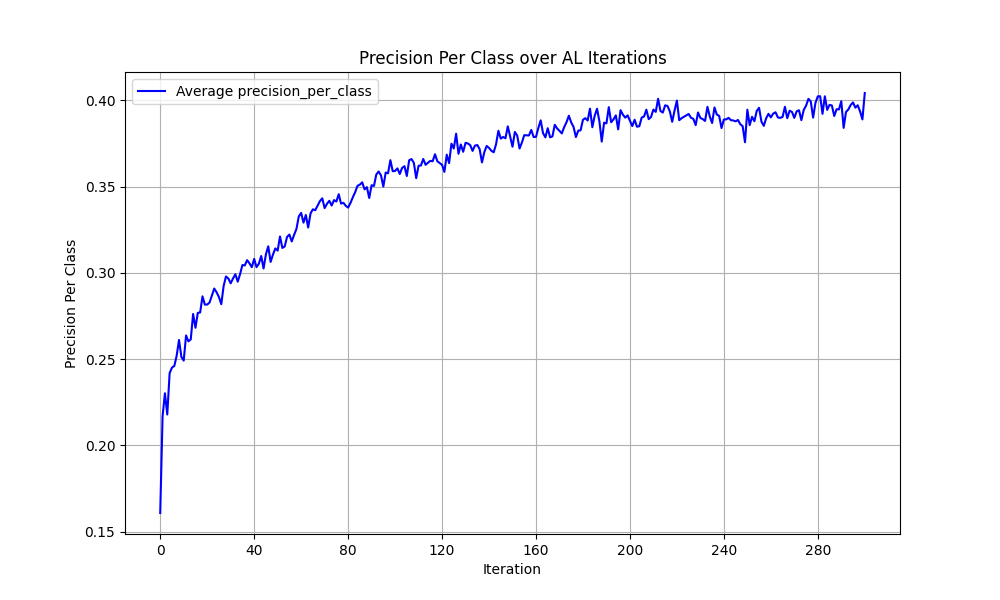 Precision Per Class over AL Iterations
Average precision_per_class
Precision Per Class
0.40
0.35
0.30
0.25
0.20
0.15
0 40 80 120 160 200 240 280
Iteration